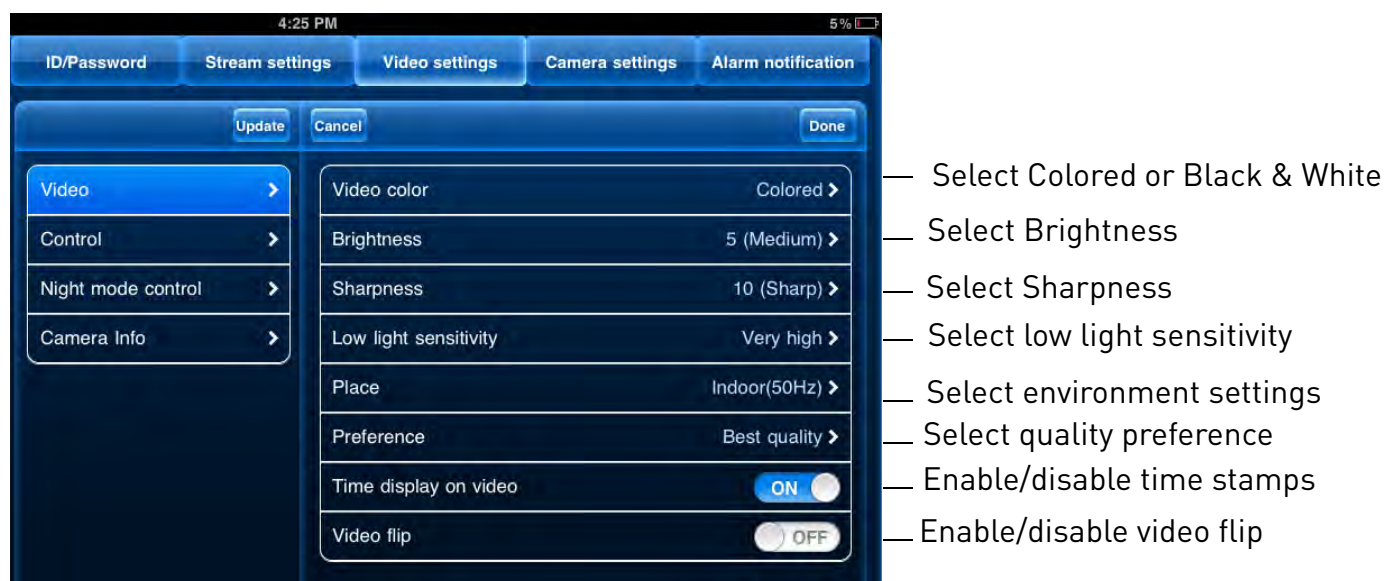 4:25 PM 5%
ID/Password Stream settings Video settings Camera settings Alarm notification
Update Cancel Done
Video
Control
Night mode control
Camera Info
Video color Colored Select Colored or Black & White
Brightness 5 (Medium) Select Brightness
Sharpness 10 (Sharp) Select Sharpness
Low light sensitivity Very high Select low light sensitivity
Place Indoor(50Hz) Select environment settings
Preference Best quality Select quality preference
Time display on video ON Enable/disable time stamps
Video flip OFF Enable/disable video flip